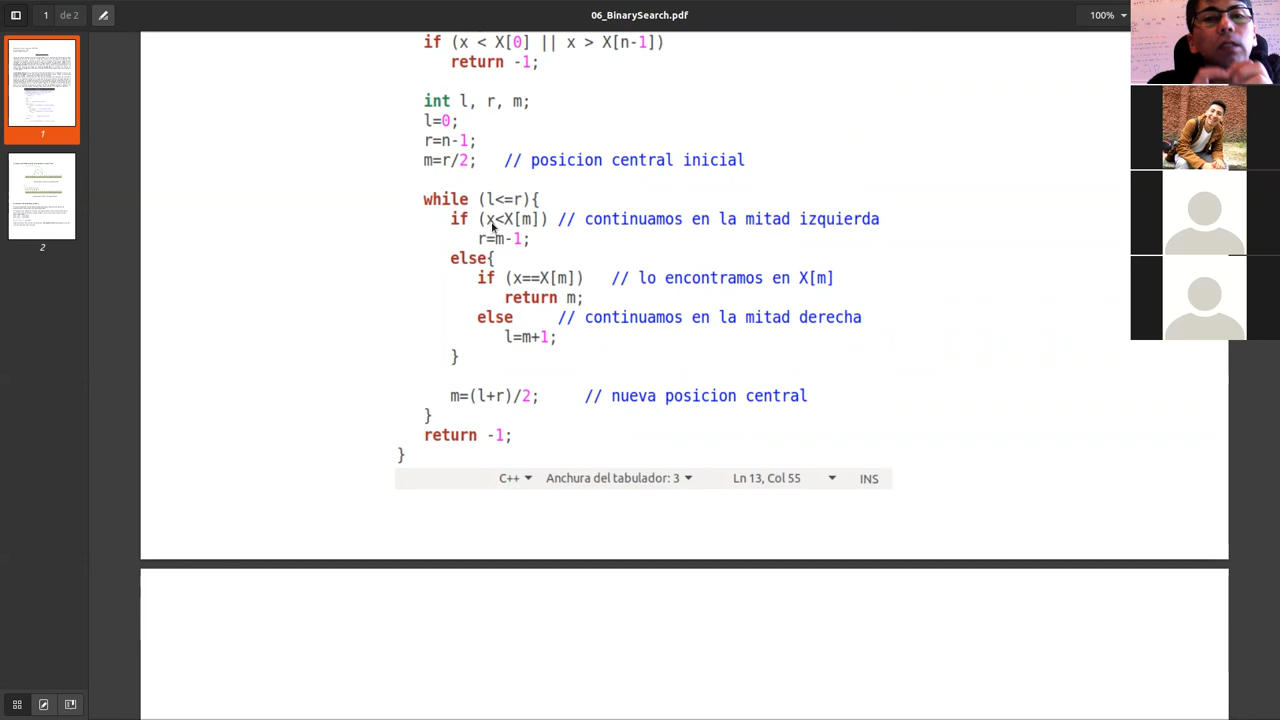 1 de 2
06_BinarySearch.pdf
100%
1
2
if (x < X[0] || x > X[n-1])
return -1;
int l, r, m;
l=0;
r=n-1;
m=r/2; // posicion central inicial
while (l<=r){
if (x<X[m]) // continuamos en la mitad izquierda
r=m-1;
else{
if (x==X[m]) // lo encontramos en X[m]
return m;
else // continuamos en la mitad derecha
l=m+1;
}
m=(l+r)/2; // nueva posicion central
}
return -1;
}
C++ Anchura del tabulador: 3 Ln 13, Col 55 INS